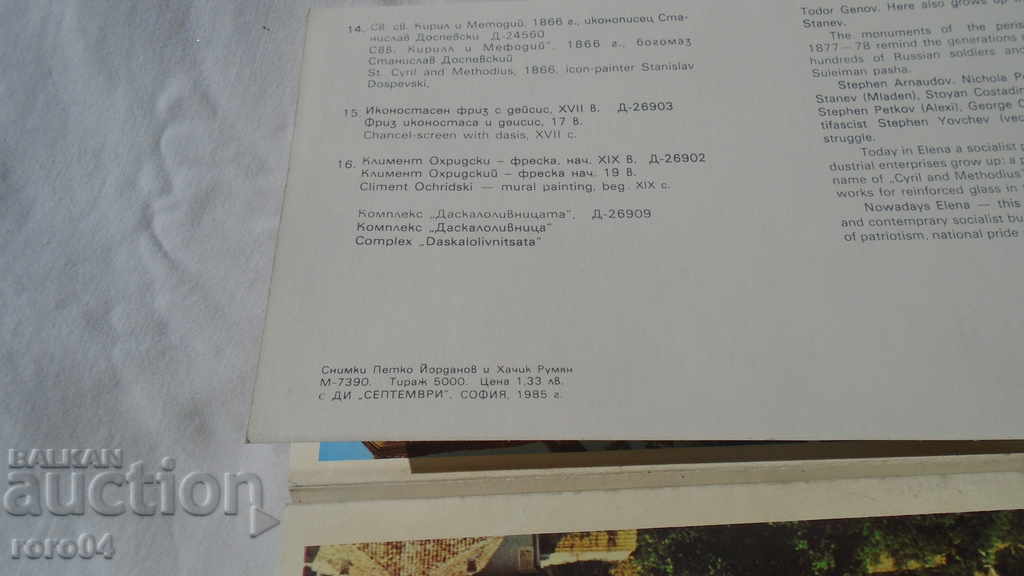 14. Св. св. Кирил и Методий, 1866 г., иконописец Ста-
нислав Доспевски Д-24560
Свв. Кирилл и Мефодий", 1866 г., богомаз
Станислав Доспевский
St. Cyril and Methodius, 1866, icon-painter Stanislav
Dospevski,
15. Иконостасен фриз с дейсис, XVII в. Д-26903
Фриз иконостаса и деисис, 17 в.
Chancel-screen with dasis, XVII c.
16. Климент Охридски – фреска, нач. XIX в. Д-26902
Климент Охридский – фреска нач. 19 в.
Climent Ochridski — mural painting, beg. XIX c.
Комплекс „Даскалоливницата", Д-26909
Комплекс „Даскалоливница"
Complex „Daskalolivnitsata"
Снимки Петко Йорданов и Хачик Румян
М-7390. Тираж 5000. Цена 1,33 лв.
с ДИ „СЕПТЕМВРИ", СОФИЯ, 1985 г.
Todor Genov. Here also grows up
Stanev.
The monuments of the
1877—78 remind the generations
hundreds of Russian soldiers and
Suleiman pasha.
Stephen Arnaudov, Nichola
Stanev (Mladen), Stoyan
Stephen Petkov (Alexi), George
tifascist Stephen Yovchev
struggle.
Today in Elena a socialist
dustrial enterprises grow up: a
name of „Cyril and Methodius"
works for reinforced glass in
Nowadays Elena — this
and contemprary socialist
of patriotism, national pride
BALKAN
auction
roro04